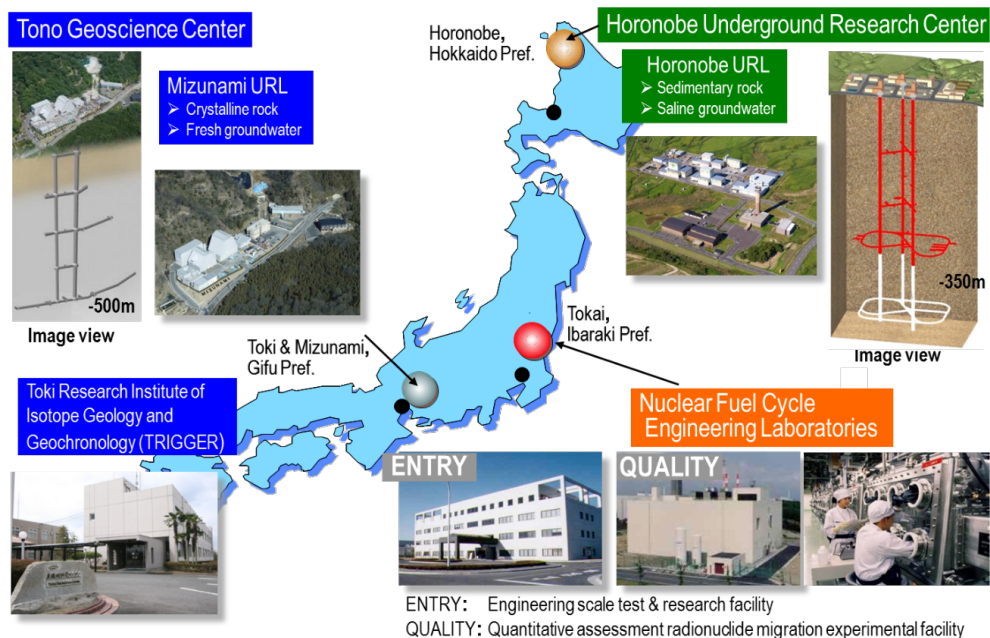 Tono Geoscience Center
Horonobe Underground Research Center
Horonobe,
Hokkaido Pref.
Mizunami URL
➢ Crystalline rock
➢ Fresh groundwater
Horonobe URL
➢ Sedimentary rock
➢ Saline groundwater
MIZUNAMI
-500m
Image view
-350m
Image view
Tokai,
Ibaraki Pref.
Toki & Mizunami,
Gifu Pref.
Toki Research Institute of
Isotope Geology and
Geochronology (TRIGGER)
Nuclear Fuel Cycle
Engineering Laboratories
ENTRY
QUALITY
ENTRY: Engineering scale test & research facility
QUALITY: Quantitative assessment radionuclide migration experimental facility